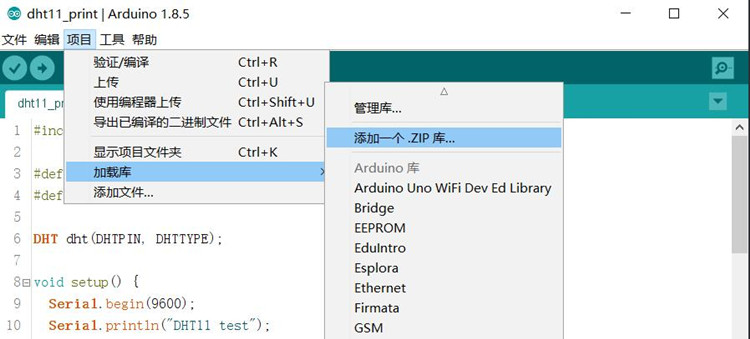 dht11_print | Arduino 1.8.5
文件 编辑 项目 工具 帮助
验证/编译 Ctrl+R
上传 Ctrl+U
使用编程器上传 Ctrl+Shift+U
导出已编译的二进制文件 Ctrl+Alt+S
显示项目文件夹 Ctrl+K
加载库
添加文件...
管理库...
添加一个 .ZIP 库...
Arduino 库
Arduino Uno WiFi Dev Ed Library
Bridge
EEPROM
EduIntro
Esplora
Ethernet
Firmata
GSM
dht11_pr
1 #inc
2
3 #def
4 #def
5
6 DHT dht(DHTPIN, DHTTYPE);
7
8 void setup() {
9 Serial.begin(9600);
10 Serial.println("DHT11 test");